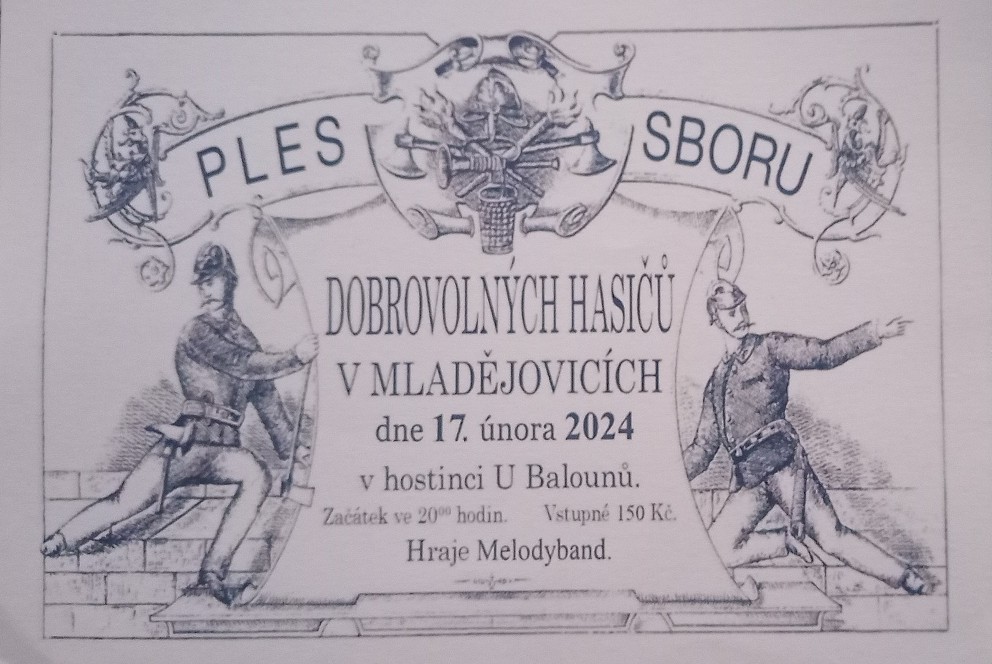 PLES SBORU
DOBROVOLNÝCH HASIČŮ
V MLADĚJOVICÍCH
dne 17. února 2024
v hostinci U Balounů.
Začátek ve 20⁰⁰ hodin. Vstupné 150 Kč.
Hraje Melodyband.